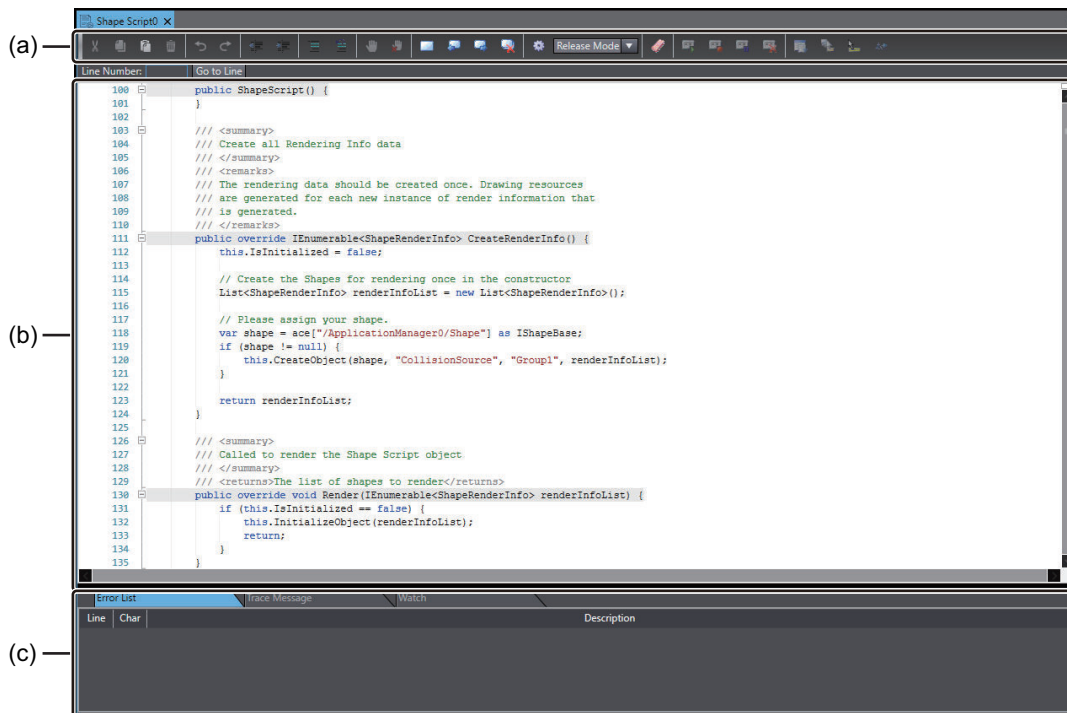 Shape Script0
(a)
Release Mode
Line Number: Go to Line
100 public ShapeScript() {
101 }
102
103 /// <summary>
104 /// Create all Rendering Info data
105 /// </summary>
106 /// <remarks>
107 /// The rendering data should be created once. Drawing resources
108 /// are generated for each new instance of render information that
109 /// is generated.
110 /// </remarks>
111 public override IEnumerable<ShapeRenderInfo> CreateRenderInfo() {
112 this.IsInitialized = false;
113
114 // Create the Shapes for rendering once in the constructor
115 List<ShapeRenderInfo> renderInfoList = new List<ShapeRenderInfo>();
116
117 // Please assign your shape.
(b)
118 var shape = ace["/ApplicationManager0/Shape"] as IShapeBase;
119 if (shape != null) {
120 this.CreateObject(shape, "CollisionSource", "Group1", renderInfoList);
121 }
122
123 return renderInfoList;
124 }
125
126 /// <summary>
127 /// Called to render the Shape Script object
128 /// </summary>
129 /// <returns>The list of shapes to render</returns>
130 public override void Render(IEnumerable<ShapeRenderInfo> renderInfoList) {
131 if (this.IsInitialized == false) {
132 this.InitializeObject(renderInfoList);
133 return;
134 }
135 }
Error List Trace Message Watch
Line Char Description
(c)